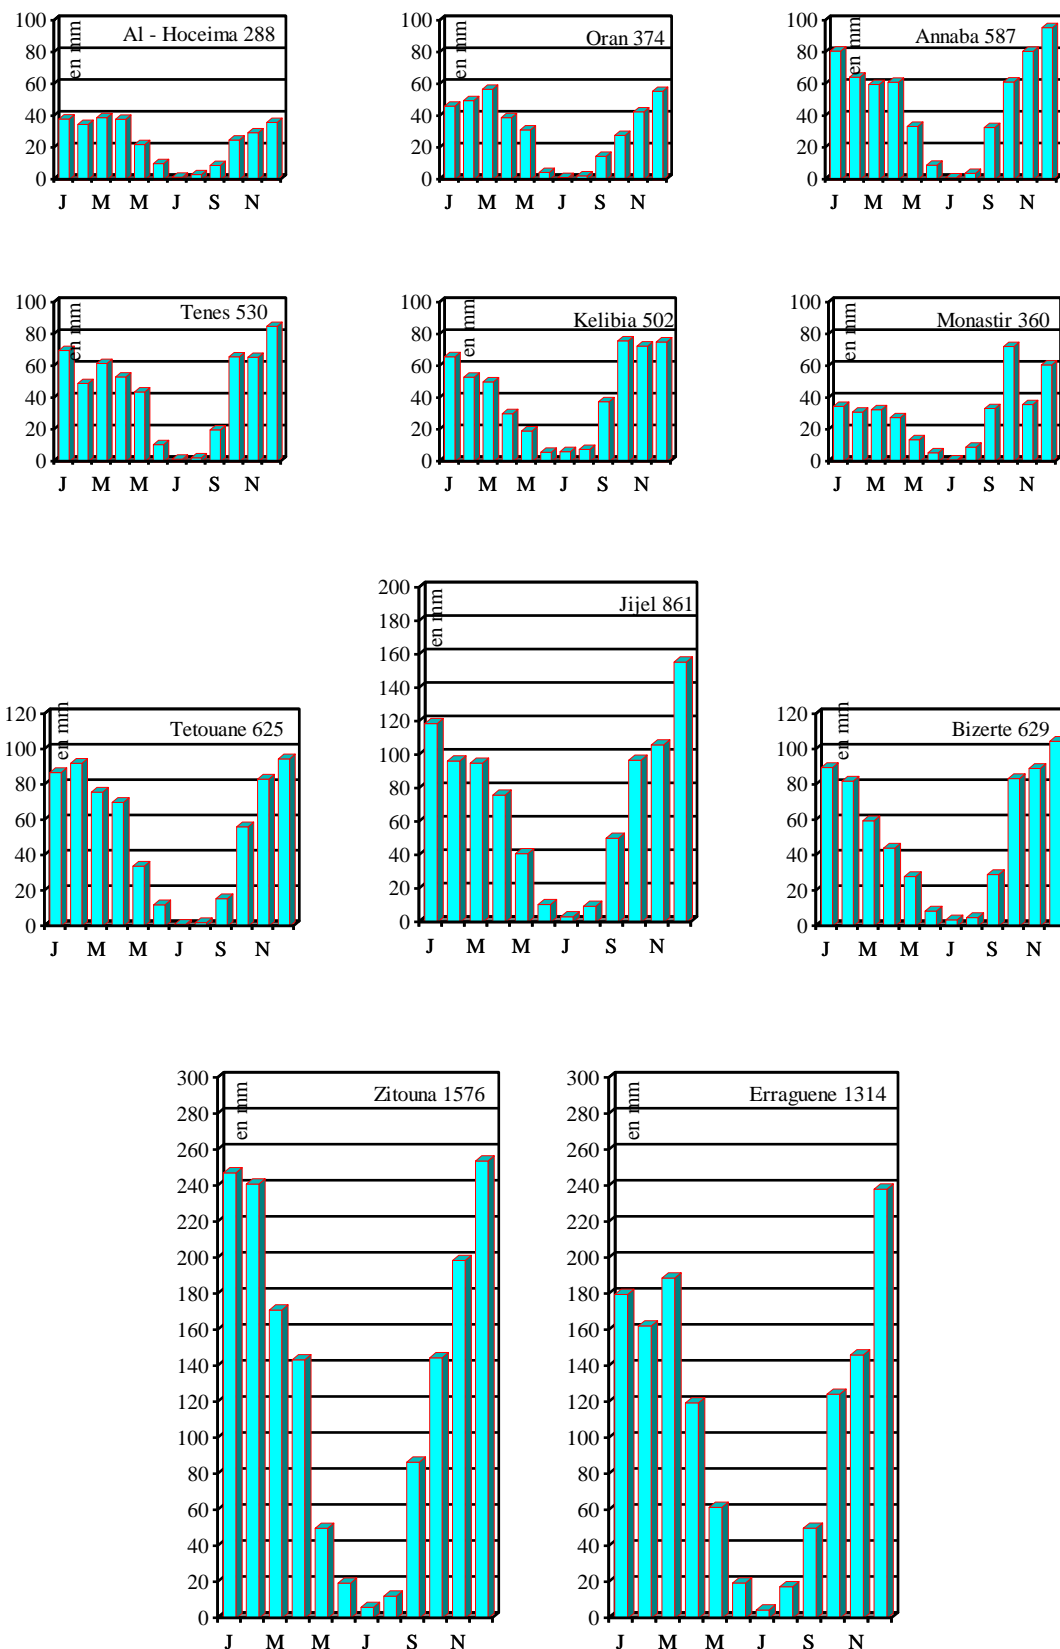 Al - Hoceima 288
en mm
100
80
60
40
20
0
J M M J S N
Oran 374
en mm
100
80
60
40
20
0
J M M J S N
Annaba 587
en mm
100
80
60
40
20
0
J M M J S N
Tenes 530
en mm
100
80
60
40
20
0
J M M J S N
Kelibia 502
en mm
100
80
60
40
20
0
J M M J S N
Monastir 360
en mm
100
80
60
40
20
0
J M M J S N
Tetouane 625
en mm
120
100
80
60
40
20
0
J M M J S N
Jijel 861
en mm
200
180
160
140
120
100
80
60
40
20
0
J M M J S N
Bizerte 629
en mm
120
100
80
60
40
20
0
J M M J S N
Zitouna 1576
en mm
300
280
260
240
220
200
180
160
140
120
100
80
60
40
20
0
J M M J S N
Erraguene 1314
en mm
300
280
260
240
220
200
180
160
140
120
100
80
60
40
20
0
J M M J S N